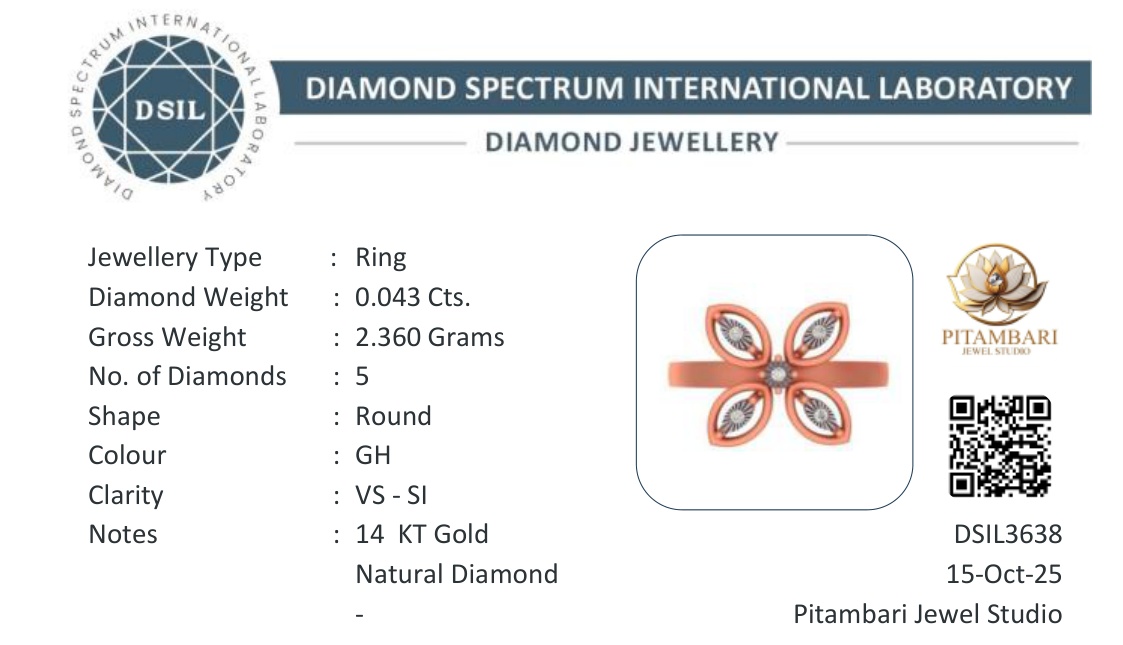 DIAMOND SPECTRUM INTERNATIONAL LABORATORY
DSIL
DIAMOND SPECTRUM INTERNATIONAL LABORATORY
DIAMOND JEWELLERY
Jewellery Type : Ring
Diamond Weight : 0.043 Cts.
Gross Weight : 2.360 Grams
No. of Diamonds : 5
Shape : Round
Colour : GH
Clarity : VS - SI
Notes : 14 KT Gold
Natural Diamond
-
PITAMBARI
JEWEL STUDIO
DSIL3638
15-Oct-25
Pitambari Jewel Studio